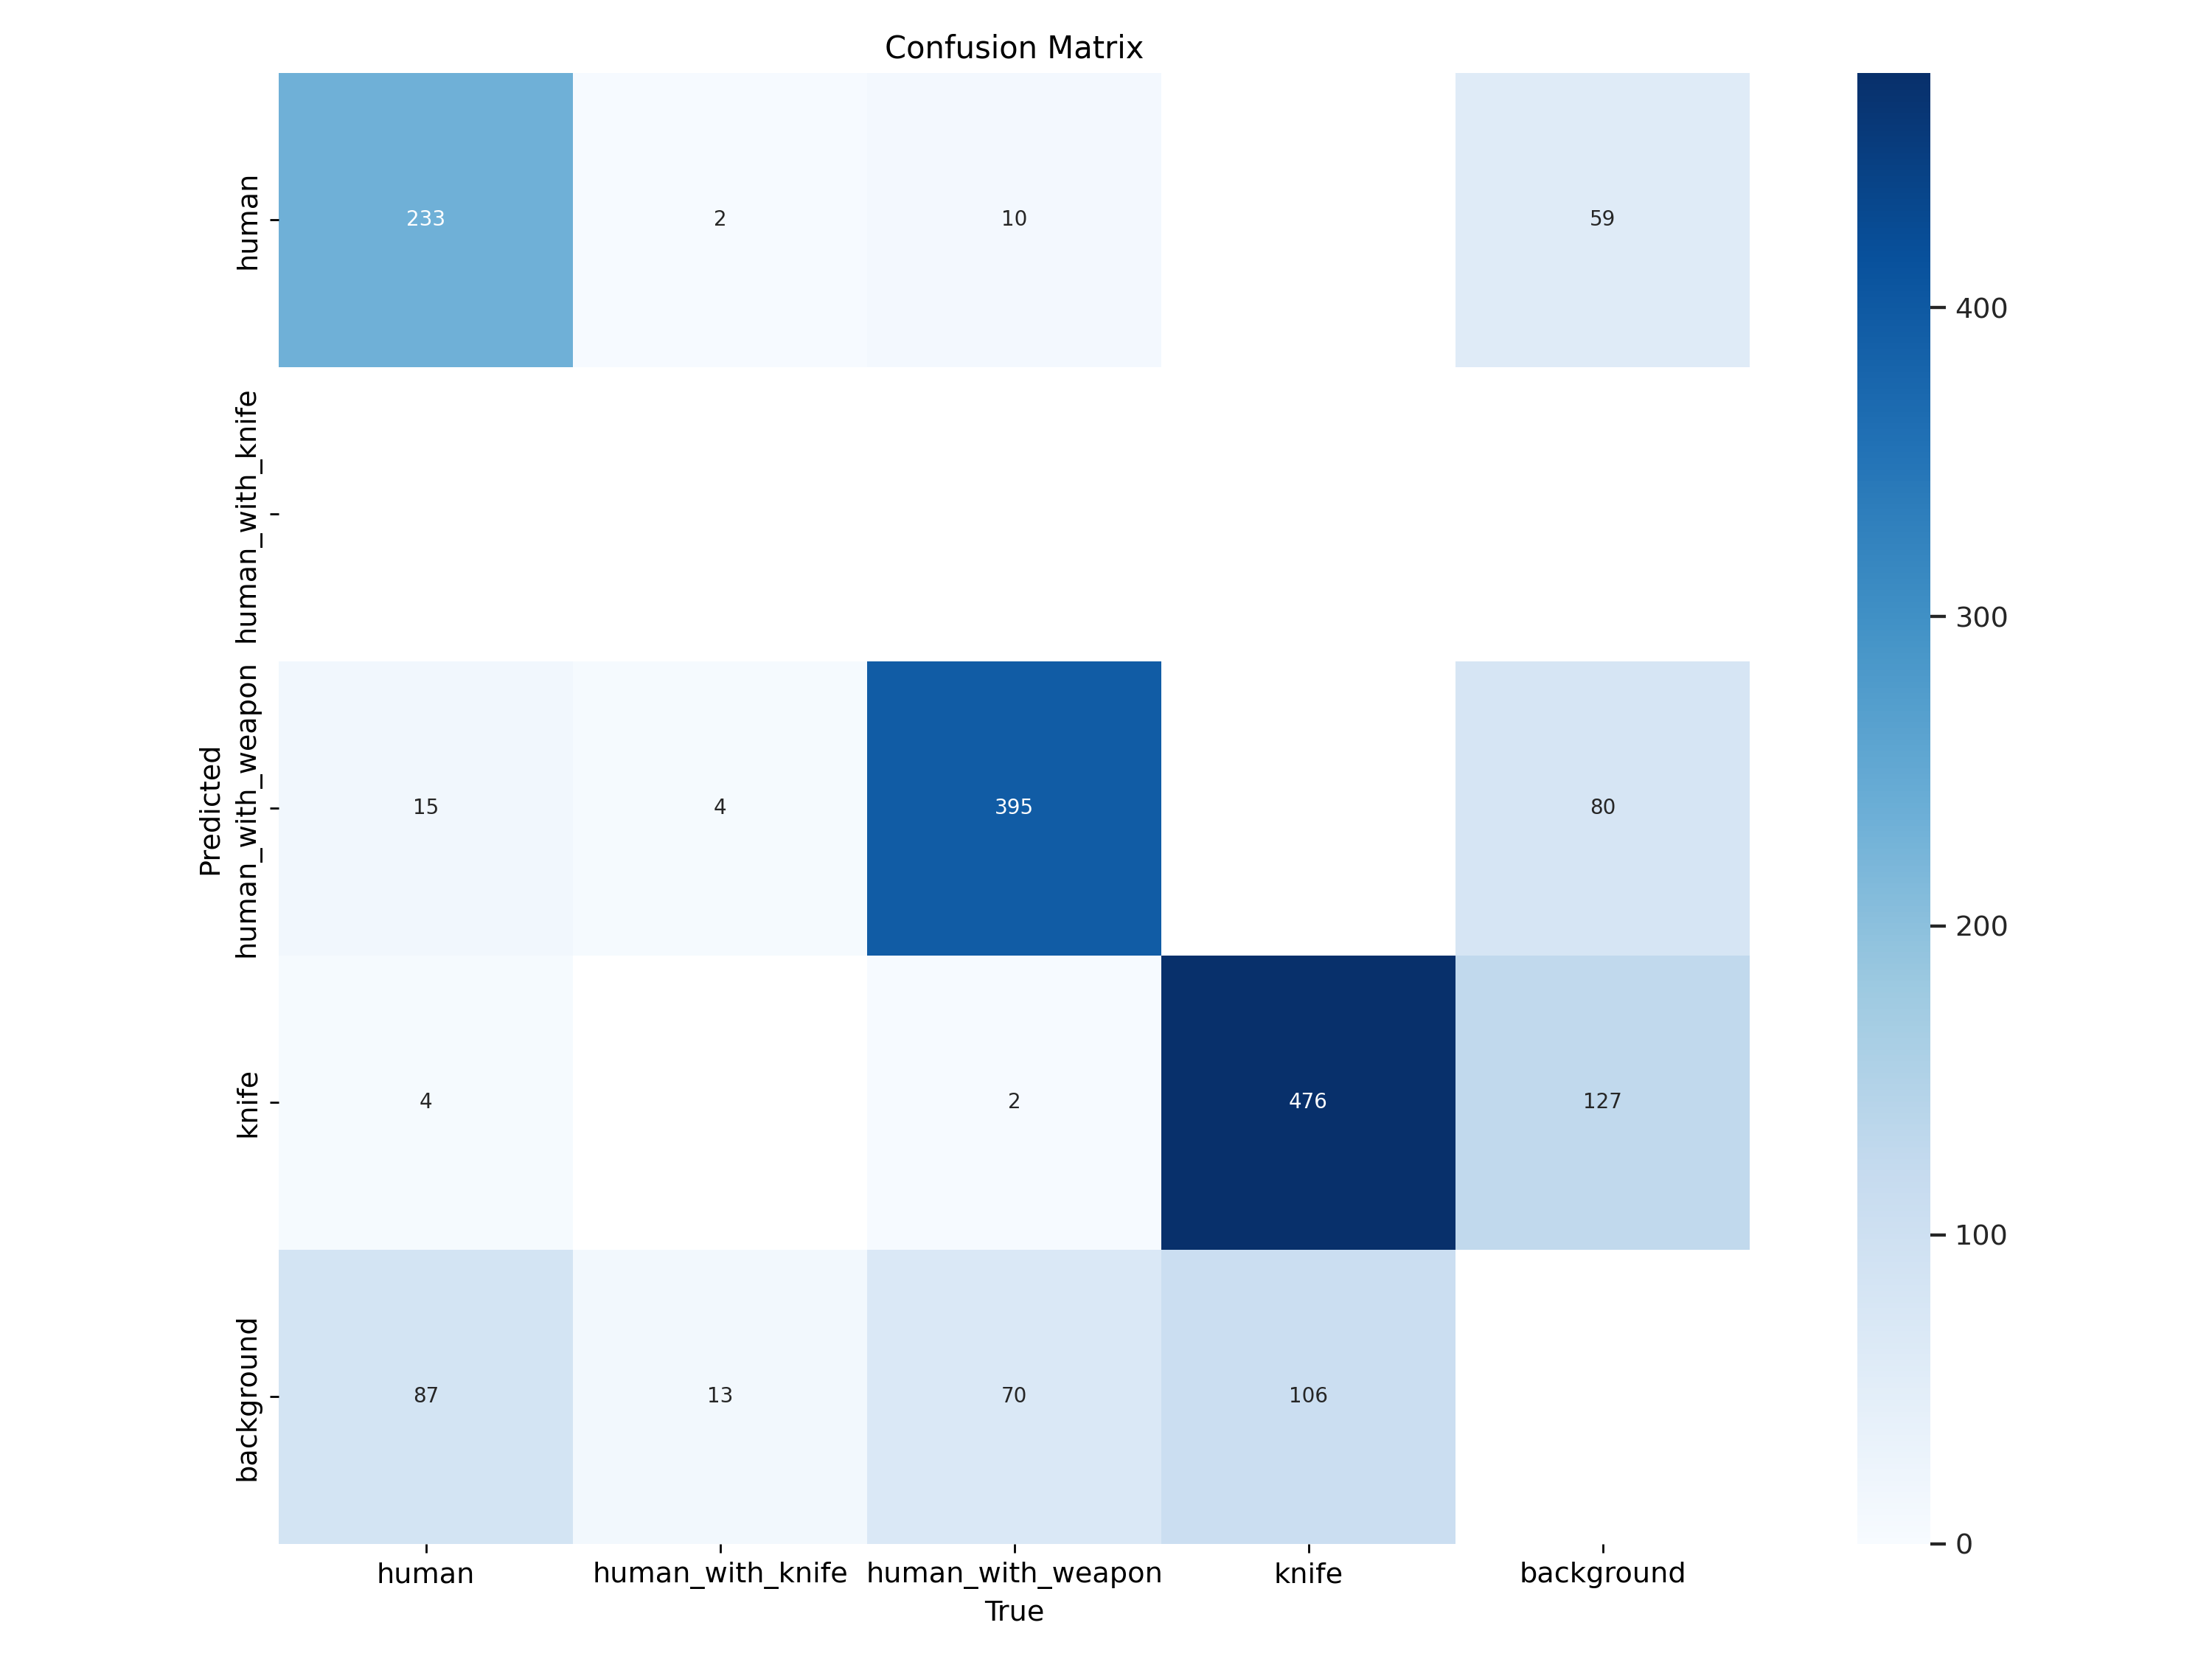 Confusion Matrix
human
233 2 10 59
human_with_knife
human_with_weapon
15 4 395 80
knife
4 2 476 127
background
87 13 70 106
Predicted
human human_with_knife human_with_weapon knife background
True
400
300
200
100
0